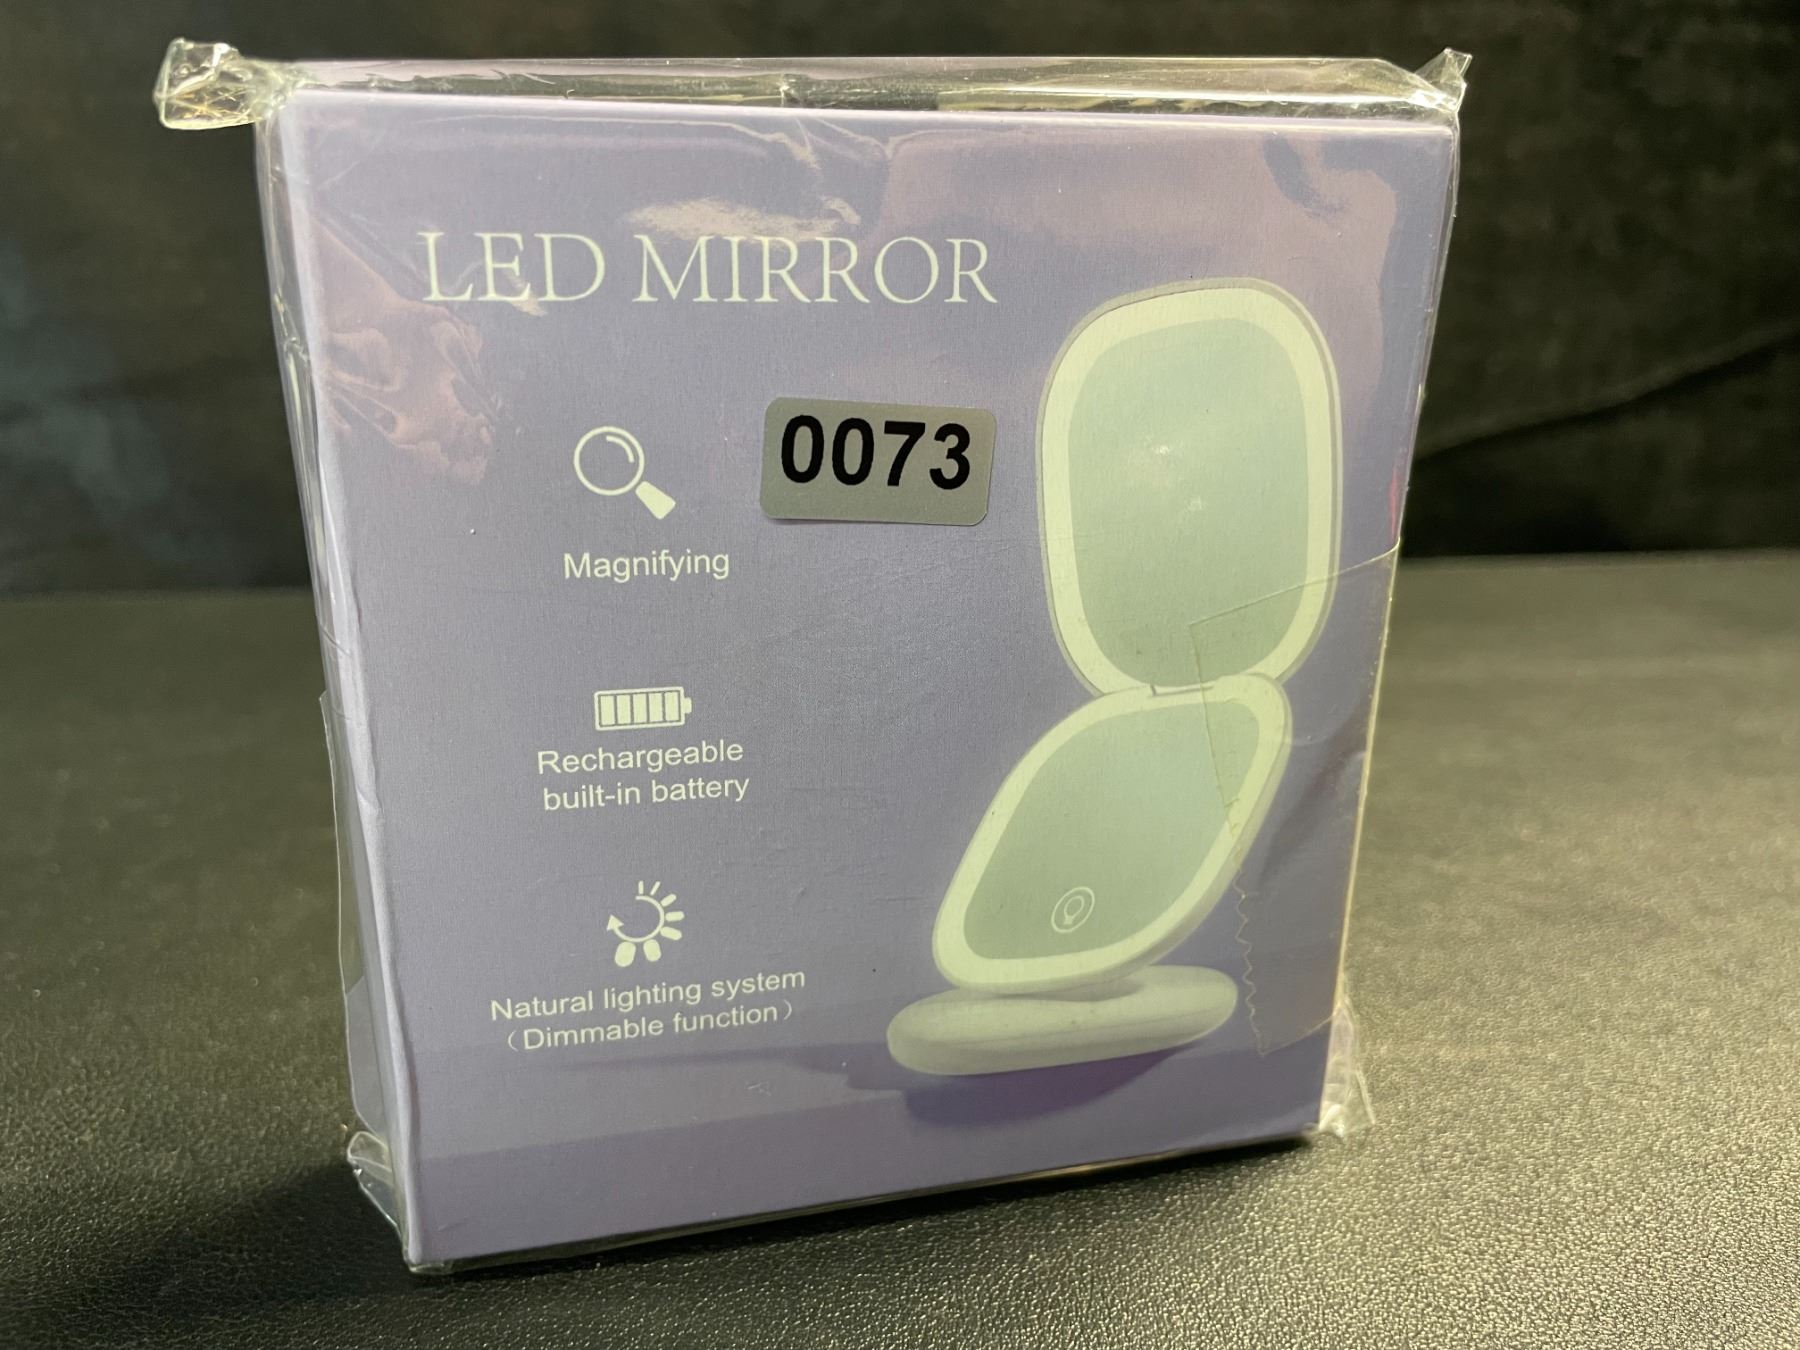 LED MIRROR
0073
Magnifying
Rechargeable
built-in battery
Natural lighting system
（Dimmable function）